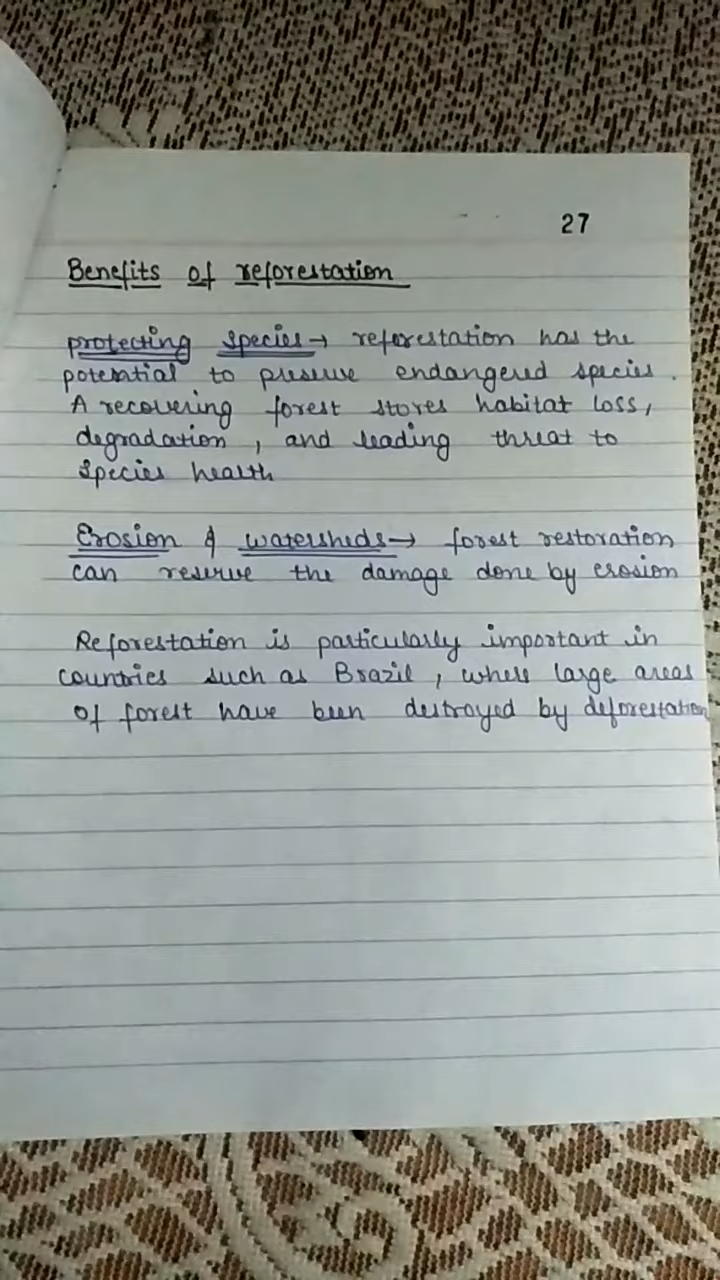 27
Benefits of reforestation
protecting species → reforestation has the
potential to preserve endangered species.
A recovering forest stores habitat loss,
degradation, and leading threat to
species health
Erosion & watersheds → forest restoration
can reserve the damage done by erosion
Reforestation is particularly important in
countries such as Brazil, where large areas
of forest have been destroyed by deforestation